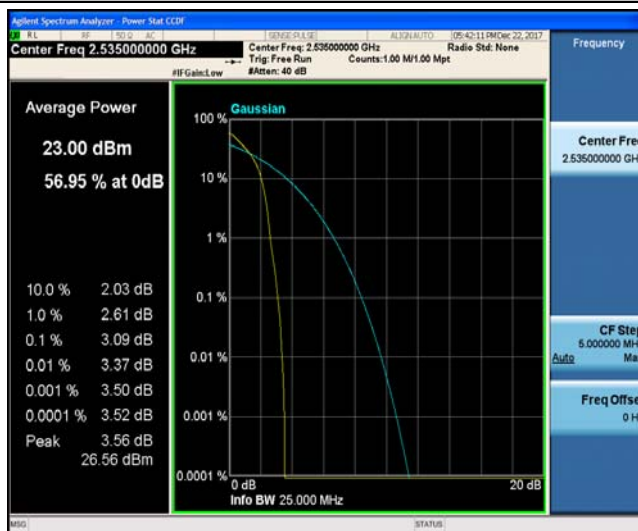 Agilent Spectrum Analyzer - Power Stat CCDF
RL RF 50 Ω AC SENSE:PULSE ALIGNAUTO 05:42:11 PM Dec 22, 2017
Center Freq 2.535000000 GHz
Center Freq: 2.535000000 GHz Radio Std: None
Trig: Free Run Counts:1.00 M/1.00 Mpt
#IFGain:Low #Atten: 40 dB
Frequency
Average Power
23.00 dBm
56.95 % at 0dB
10.0 % 2.03 dB
1.0 % 2.61 dB
0.1 % 3.09 dB
0.01 % 3.37 dB
0.001 % 3.50 dB
0.0001 % 3.52 dB
Peak 3.56 dB
26.56 dBm
Gaussian
100 %
10 %
1 %
0.1 %
0.01 %
0.001 %
0.0001 %
0 dB 20 dB
Info BW 25.000 MHz
Center Fre
2.535000000 GH
CF Ste
5.000000 MH
Auto Ma
Freq Offse
0 H
MSG STATUS